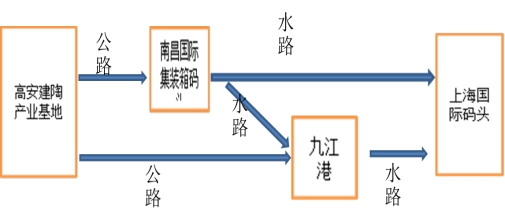 公
路
水
路
南昌国际
集装箱码
高安建陶
产业基地
水
路
上海国
际码头
九江
港
公
路
水
路